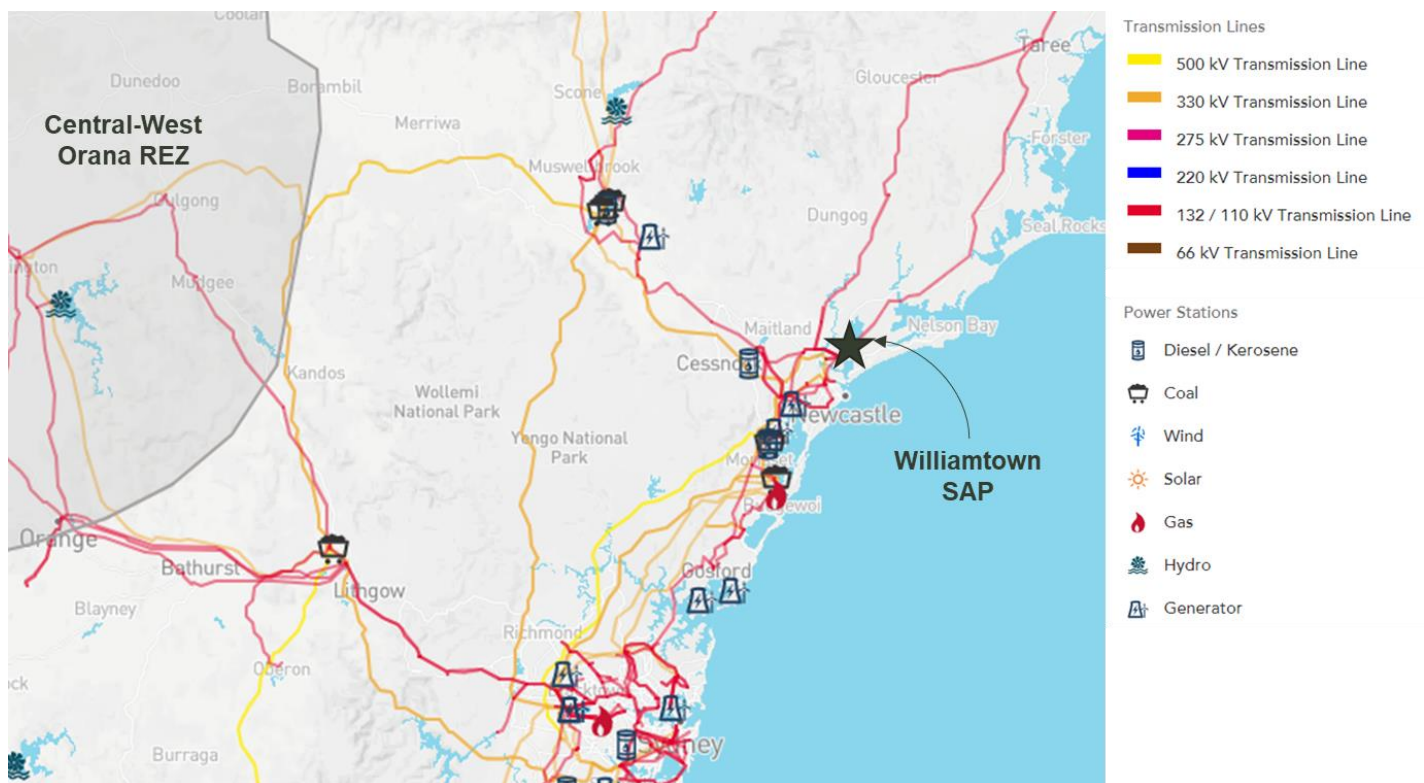 Coolah
Dunedoo
Borambil
Central-West
Orana REZ
Merriwa
Scone
Muswellbrook
Gloucester
Taree
Forster
Dungog
Seal Rocks
Gulgong
ington
Mudgee
Kandos
Wollemi
National Park
Yengo National
Park
Maitland
Nelson Bay
Cessnock
Newcastle
Williamtown
SAP
Orange
Bathurst
Lithgow
Blayney
Oberon
Gosford
Richmond
Sydney
ock
Burraga
Transmission Lines
500 kV Transmission Line
330 kV Transmission Line
275 kV Transmission Line
220 kV Transmission Line
132 / 110 kV Transmission Line
66 kV Transmission Line
Power Stations
Diesel / Kerosene
Coal
Wind
Solar
Gas
Hydro
Generator